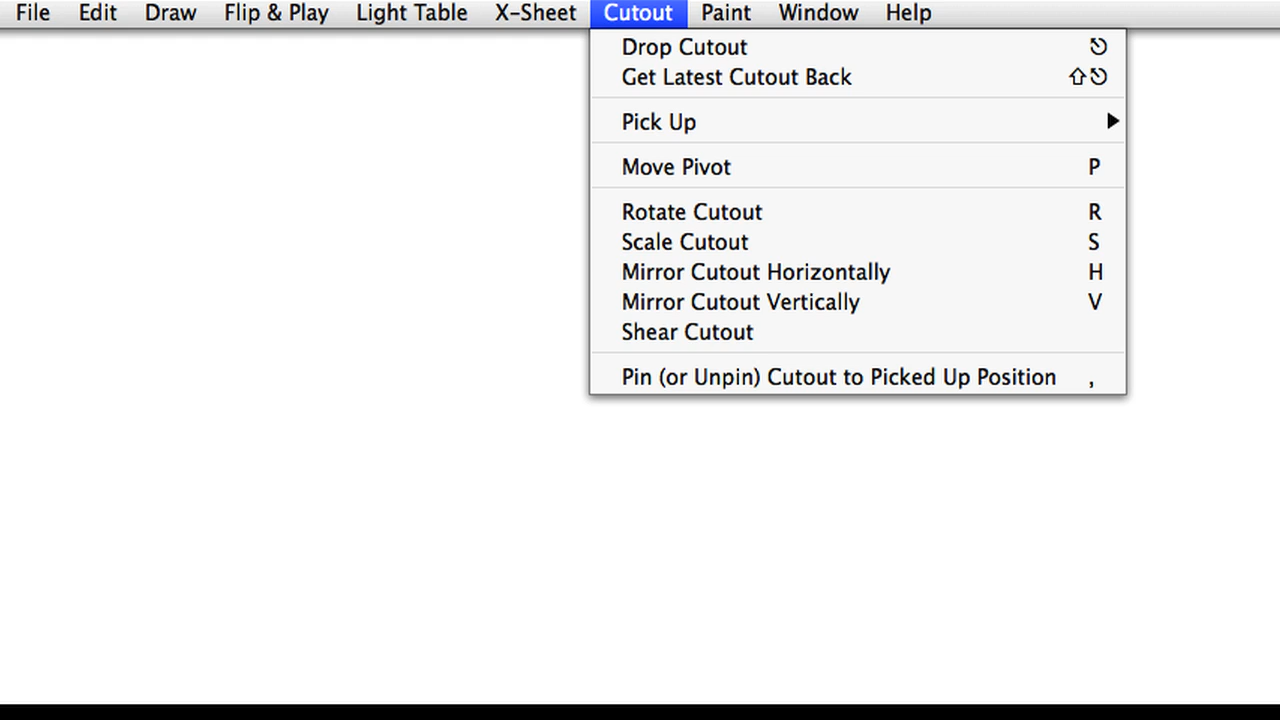 File Edit Draw Flip & Play Light Table X-Sheet Cutout Paint Window Help
Drop Cutout ⎋
Get Latest Cutout Back ⇧⎋
Pick Up ▶
Move Pivot P
Rotate Cutout R
Scale Cutout S
Mirror Cutout Horizontally H
Mirror Cutout Vertically V
Shear Cutout
Pin (or Unpin) Cutout to Picked Up Position ,